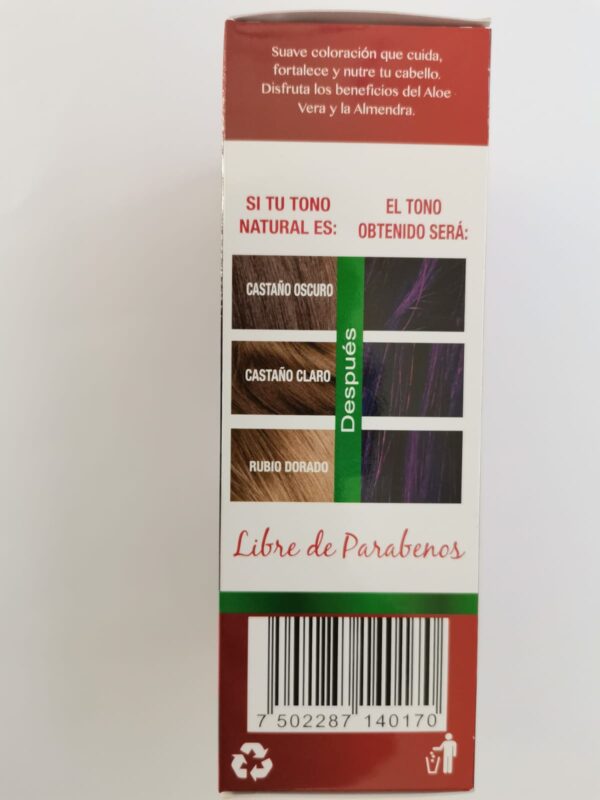 Suave coloración que cuida,
fortalece y nutre tu cabello.
Disfruta los beneficios del Aloe
Vera y la Almendra.
SI TU TONO
NATURAL ES:
EL TONO
OBTENIDO SERÁ:
CASTAÑO OSCURO
CASTAÑO CLARO
RUBIO DORADO
Después
Libre de Parabenos
7 502287 140170